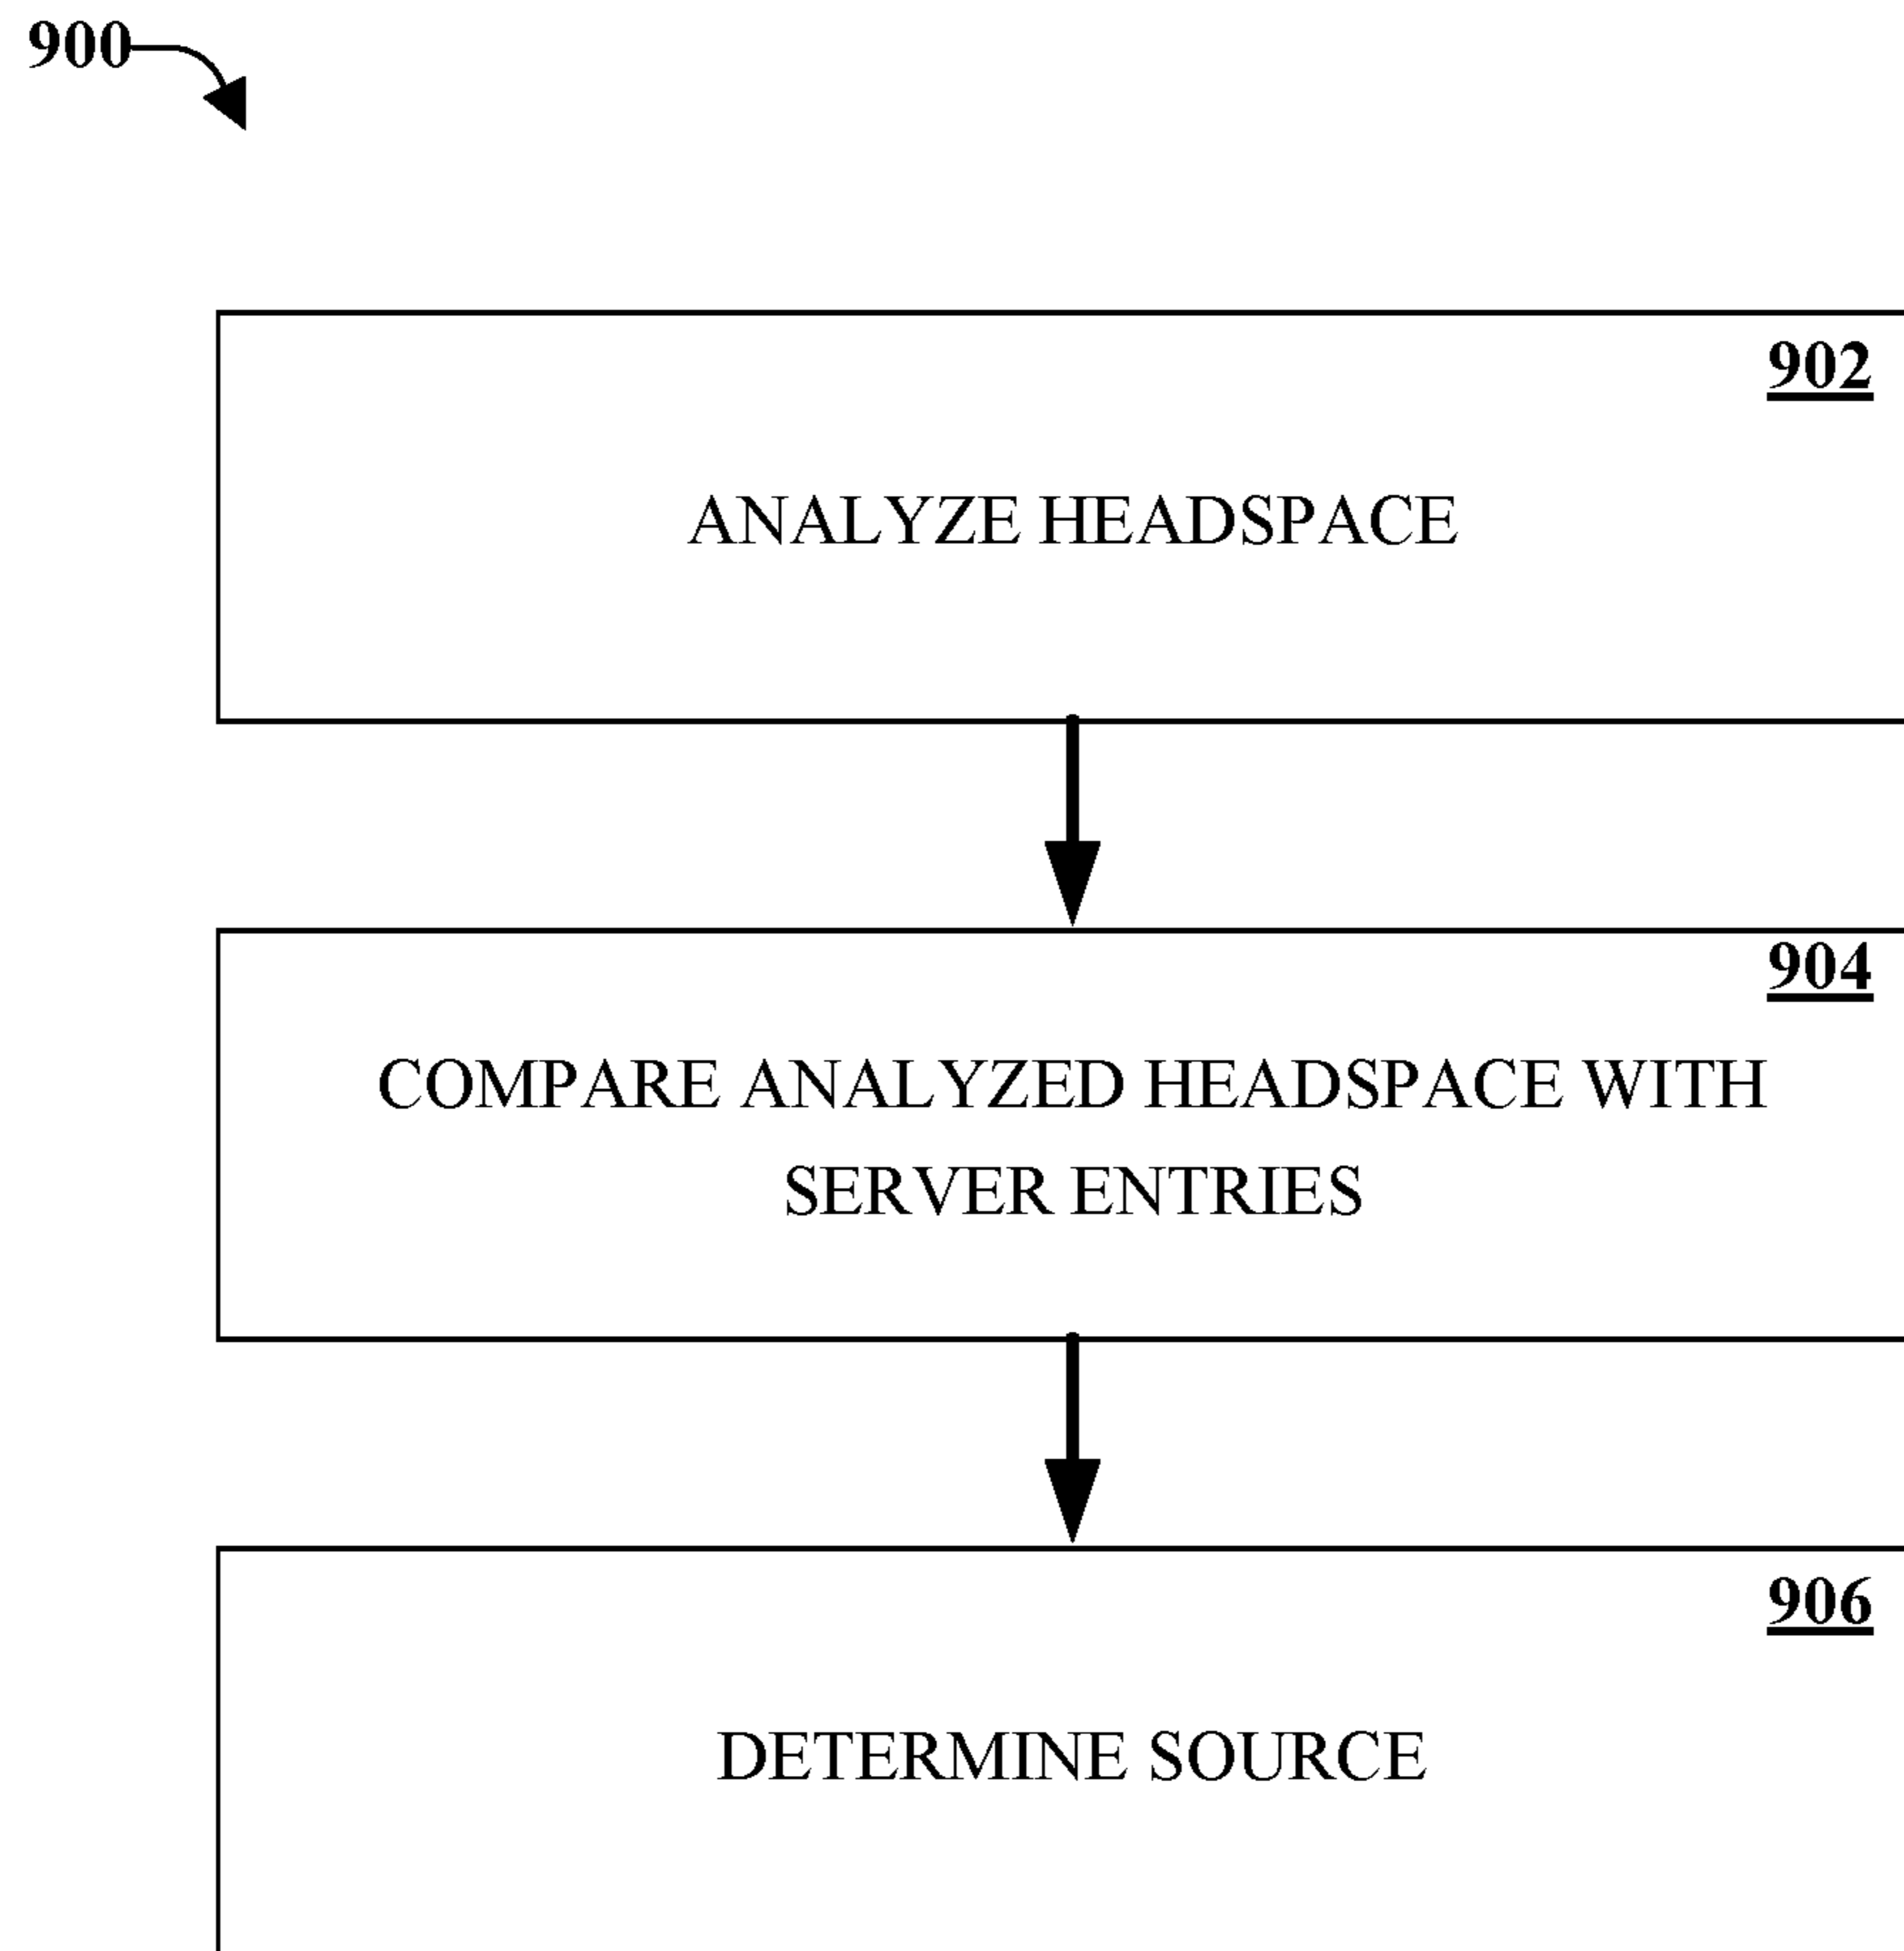 900
902
ANALYZE HEADSPACE
904
COMPARE ANALYZED HEADSPACE WITH
SERVER ENTRIES
906
DETERMINE SOURCE